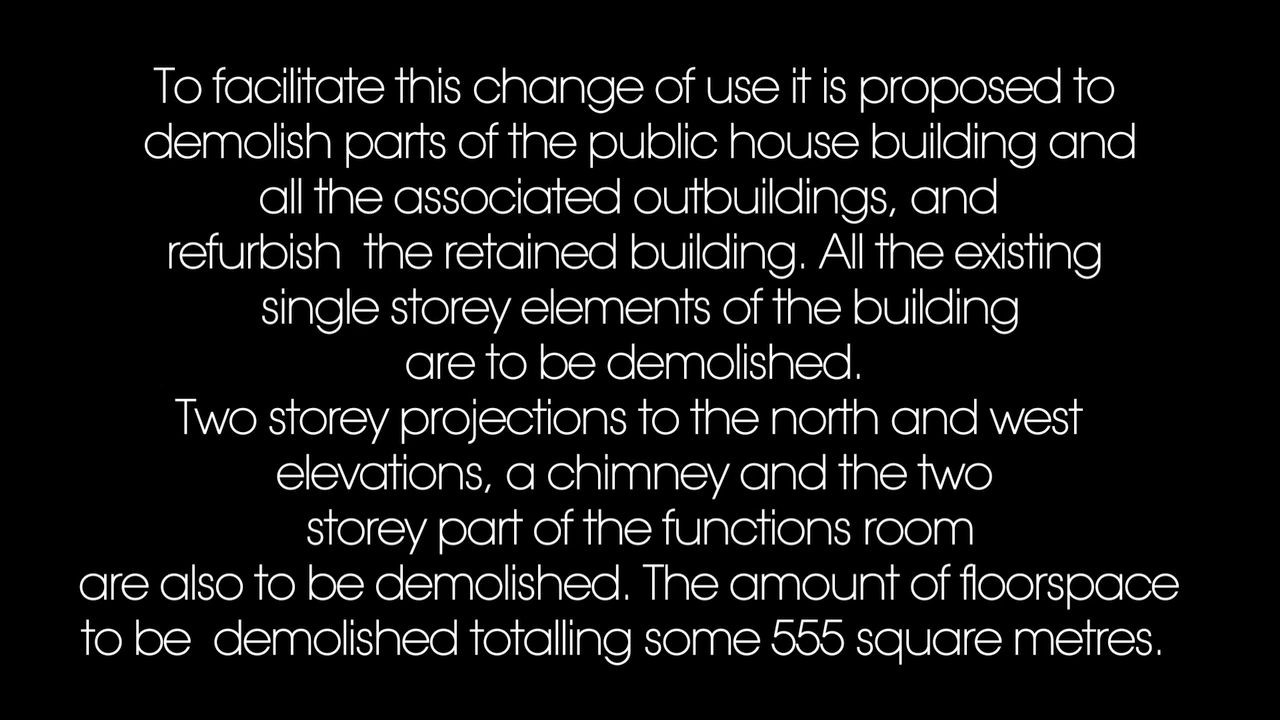 To facilitate this change of use it is proposed to
demolish parts of the public house building and
all the associated outbuildings, and
refurbish  the retained building. All the existing
single storey elements of the building
are to be demolished.
Two storey projections to the north and west
elevations, a chimney and the two
storey part of the functions room
are also to be demolished. The amount of floorspace
to be  demolished totalling some 555 square metres.